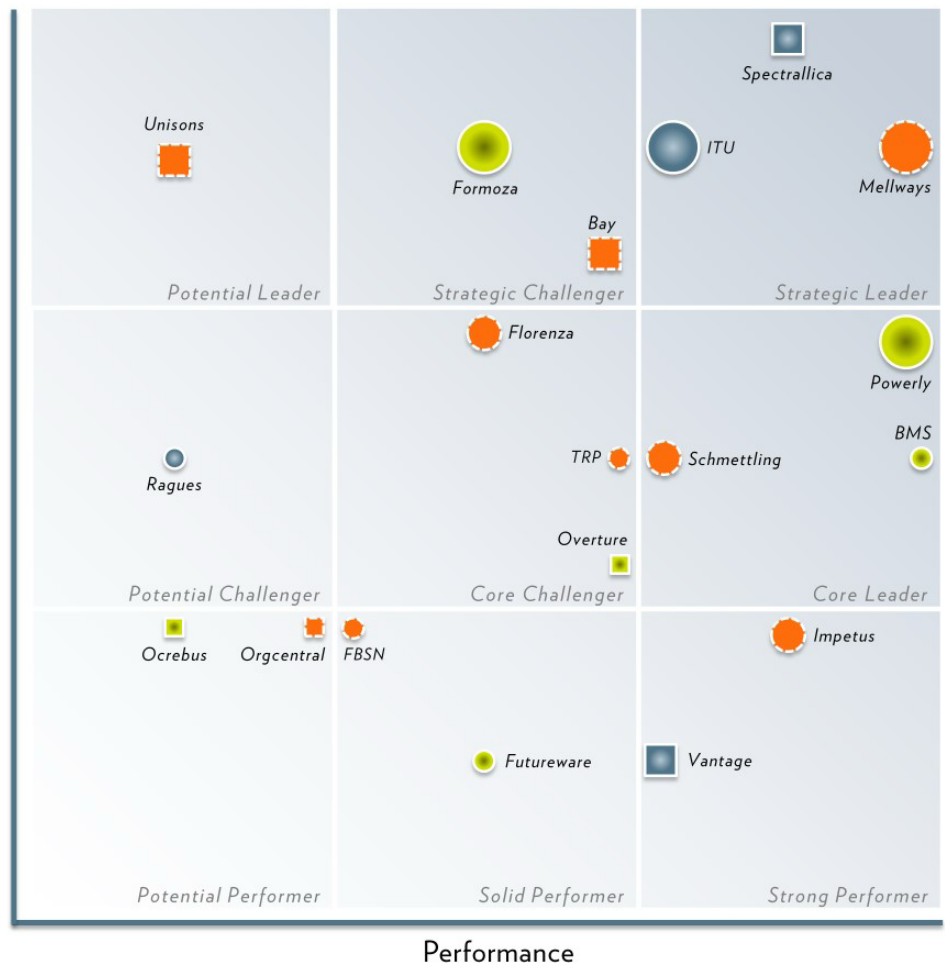 Spectrallica
Unisons
ITU
Formoza
Mellways
Bay
Potential Leader
Strategic Challenger
Strategic Leader
Florenza
Powerly
BMS
TRP
Schmettling
Ragues
Overture
Potential Challenger
Core Challenger
Core Leader
Impetus
Ocrebus
Orgcentral
FBSN
Futureware
Vantage
Potential Performer
Solid Performer
Strong Performer
Performance